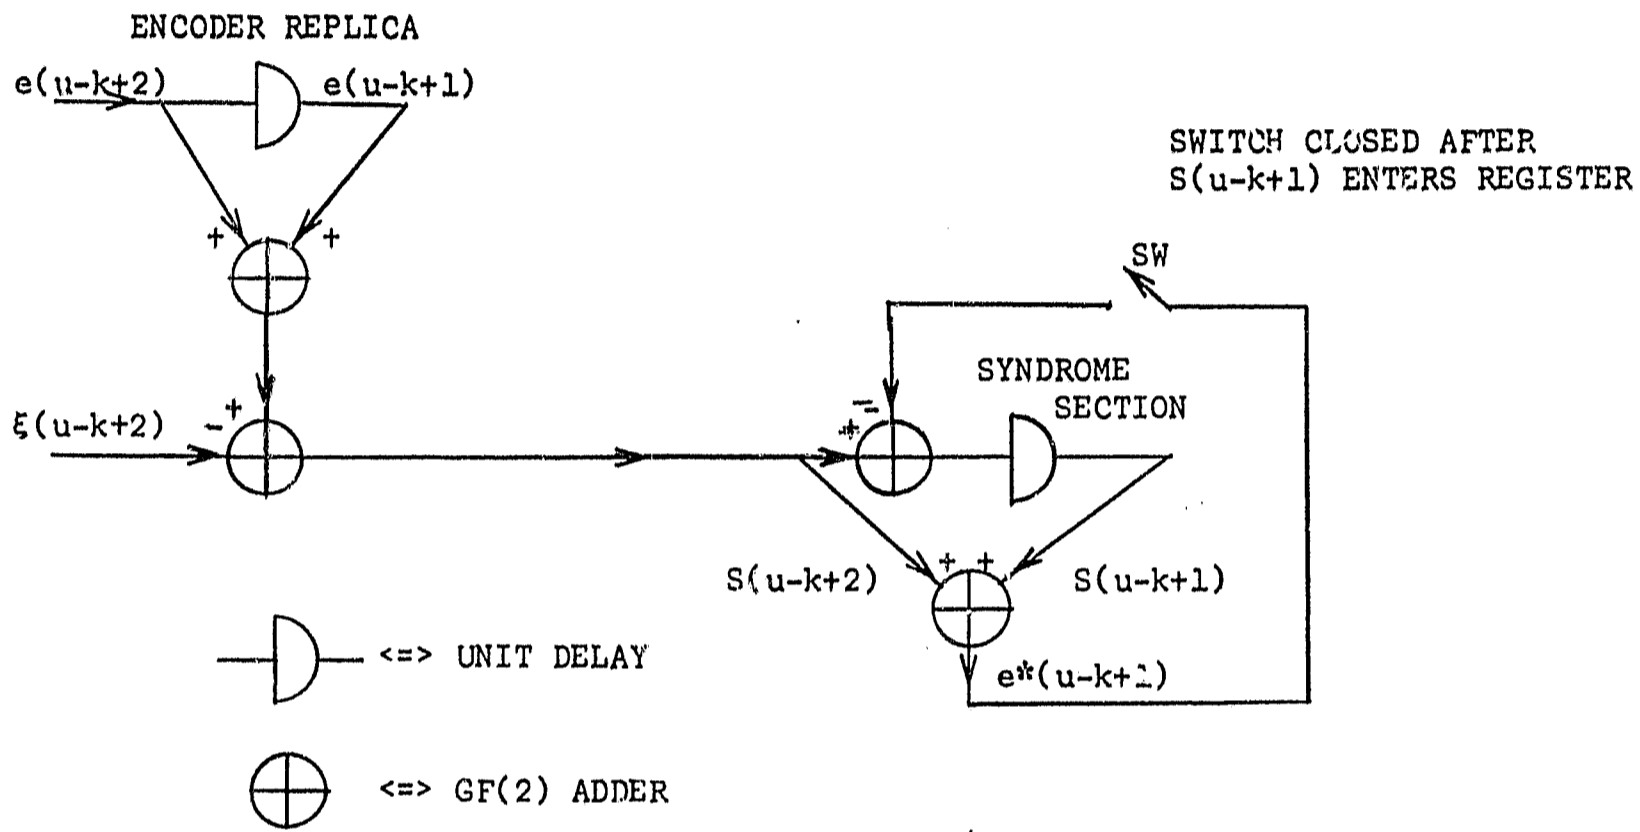 ENCODER REPLICA
e(u-k+2)
e(u-k+1)
SWITCH CLOSED AFTER
S(u-k+1) ENTERS REGISTER
+ +
SW
SYNDROME
SECTION
ξ(u-k+2)
- +
+ -
+ +
S(u-k+2)
S(u-k+1)
e*(u-k+1)
<=> UNIT DELAY
<=> GF(2) ADDER